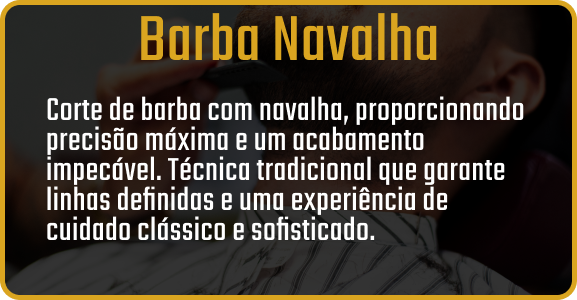 Barba Navalha
Corte de barba com navalha, proporcionando
precisão máxima e um acabamento
impecável. Técnica tradicional que garante
linhas definidas e uma experiência de
cuidado clássico e sofisticado.